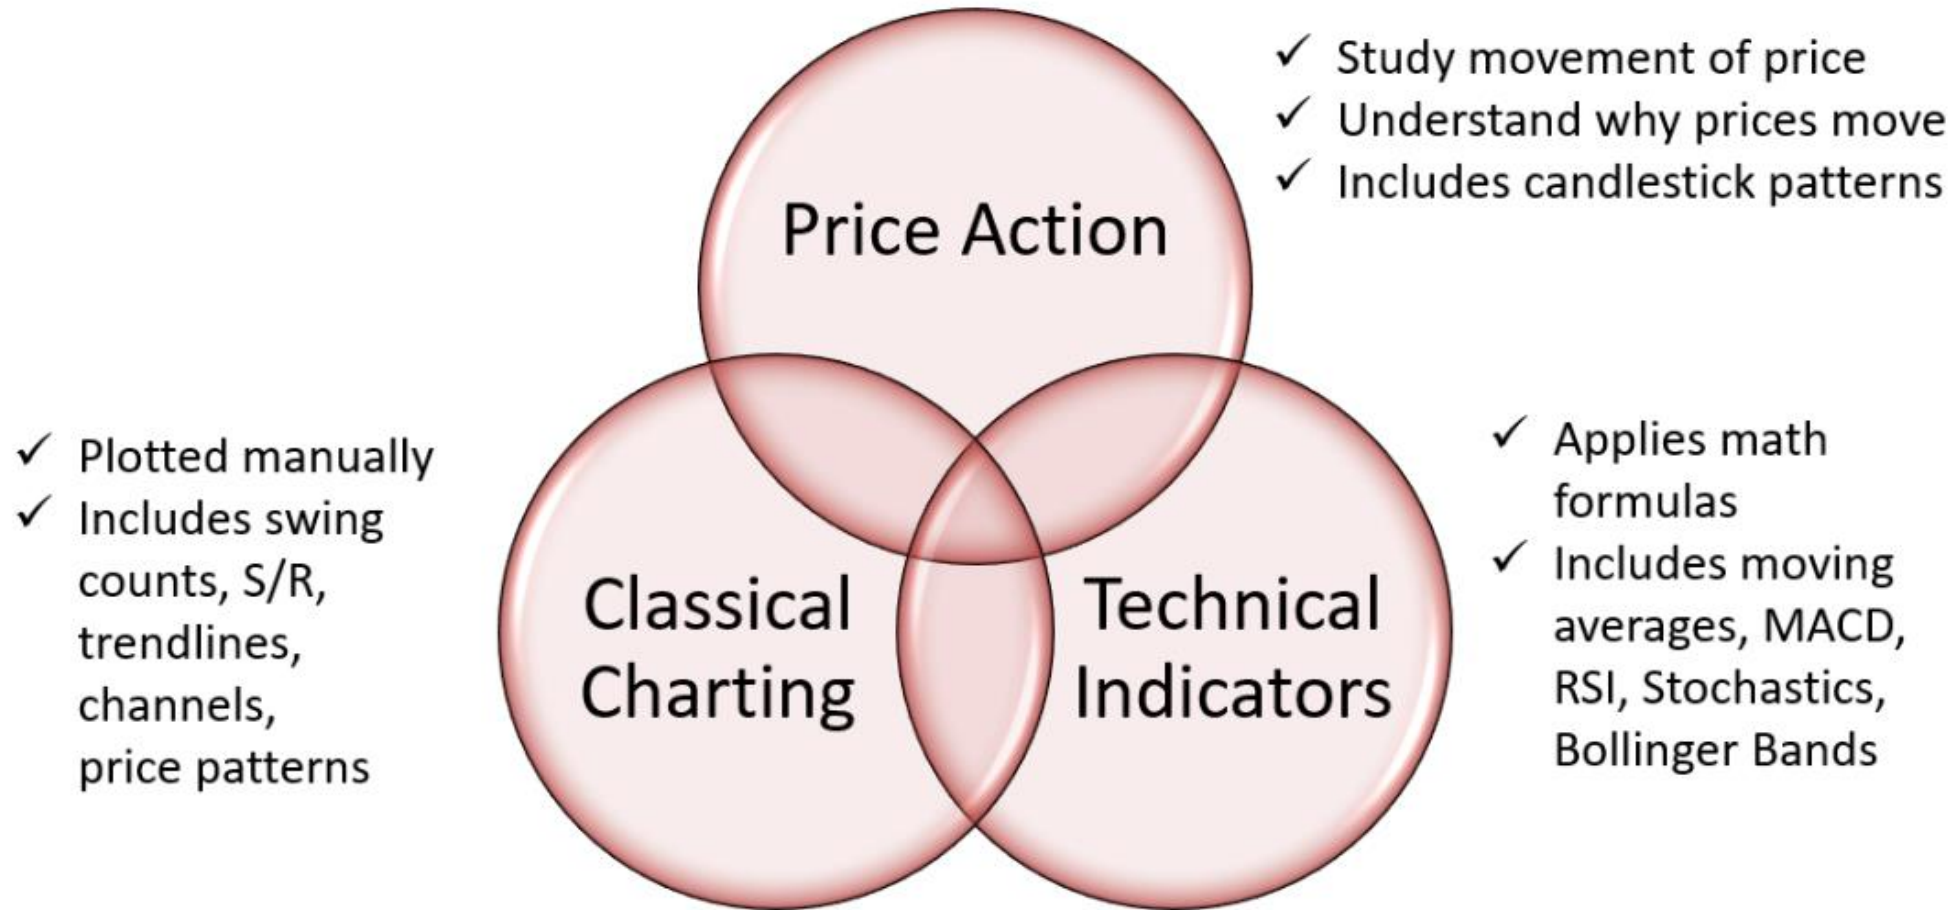 Price Action
✓ Study movement of price
✓ Understand why prices move
✓ Includes candlestick patterns
Classical
Charting
✓ Plotted manually
✓ Includes swing
counts, S/R,
trendlines,
channels,
price patterns
Technical
Indicators
✓ Applies math
formulas
✓ Includes moving
averages, MACD,
RSI, Stochastics,
Bollinger Bands